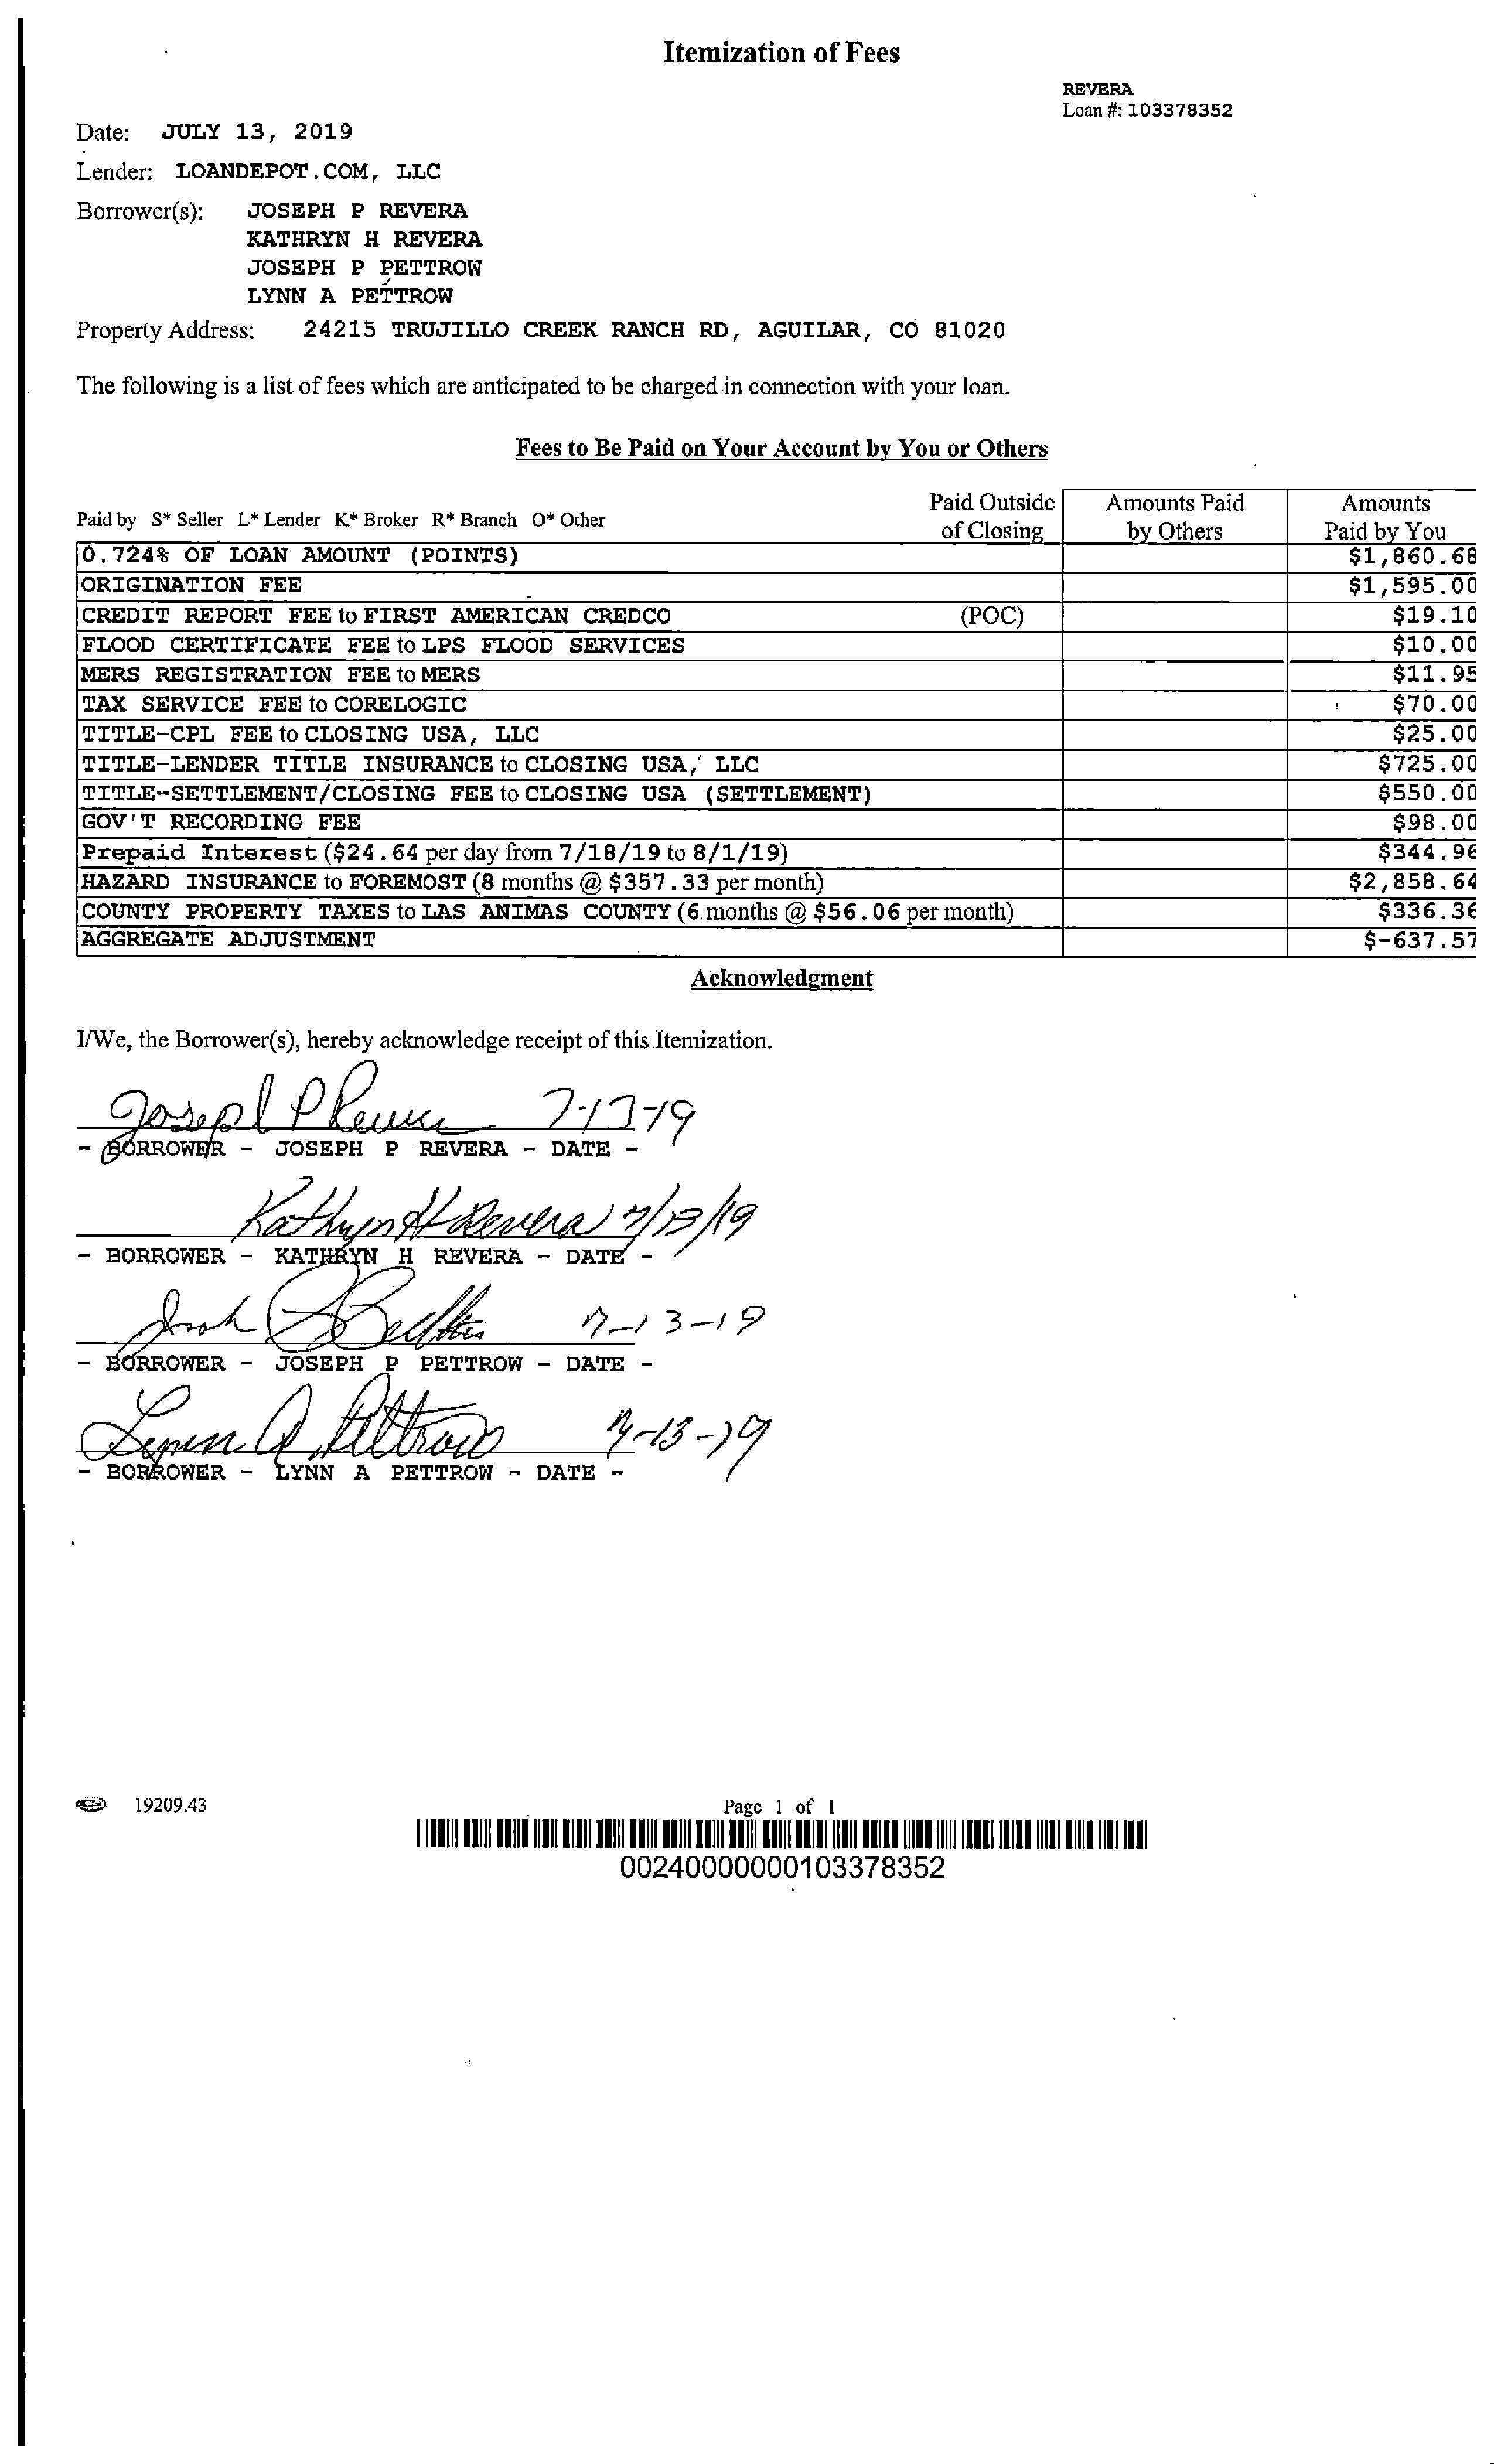 Itemization of Fees
REVERA
Loan #: 103378352
Date: JULY 13, 2019
Lender: LOANDEPOT.COM, LLC
Borrower(s): JOSEPH P REVERA
KATHRYN H REVERA
JOSEPH P PETTROW
LYNN A PETTROW
Property Address: 24215 TRUJILLO CREEK RANCH RD, AGUILAR, CO 81020
The following is a list of fees which are anticipated to be charged in connection with your loan.
Fees to Be Paid on Your Account by You or Others
Paid by S* Seller L* Lender K* Broker R* Branch O* Other Paid Outside of Closing Amounts Paid by Others Amounts Paid by You
0.724% OF LOAN AMOUNT (POINTS) $1,860.68
ORIGINATION FEE $1,595.00
CREDIT REPORT FEE to FIRST AMERICAN CREDCO (POC) $19.10
FLOOD CERTIFICATE FEE to LPS FLOOD SERVICES $10.00
MERS REGISTRATION FEE to MERS $11.95
TAX SERVICE FEE to CORELOGIC $70.00
TITLE-CPL FEE to CLOSING USA, LLC $25.00
TITLE-LENDER TITLE INSURANCE to CLOSING USA, LLC $725.00
TITLE-SETTLEMENT/CLOSING FEE to CLOSING USA (SETTLEMENT) $550.00
GOV'T RECORDING FEE $98.00
Prepaid Interest ($24.64 per day from 7/18/19 to 8/1/19) $344.96
HAZARD INSURANCE to FOREMOST (8 months @ $357.33 per month) $2,858.64
COUNTY PROPERTY TAXES to LAS ANIMAS COUNTY (6 months @ $56.06 per month) $336.36
AGGREGATE ADJUSTMENT $-637.57
Acknowledgment
I/We, the Borrower(s), hereby acknowledge receipt of this Itemization.
Joseph P Revera 7-13-19
- BORROWER - JOSEPH P REVERA - DATE -
Kathryn H Revera 7/13/19
- BORROWER - KATHRYN H REVERA - DATE -
7-13-19
- BORROWER - JOSEPH P PETTROW - DATE -
Lynn A Pettrow 7-13-19
- BORROWER - LYNN A PETTROW - DATE -
19209.43 Page 1 of 1
00240000000103378352